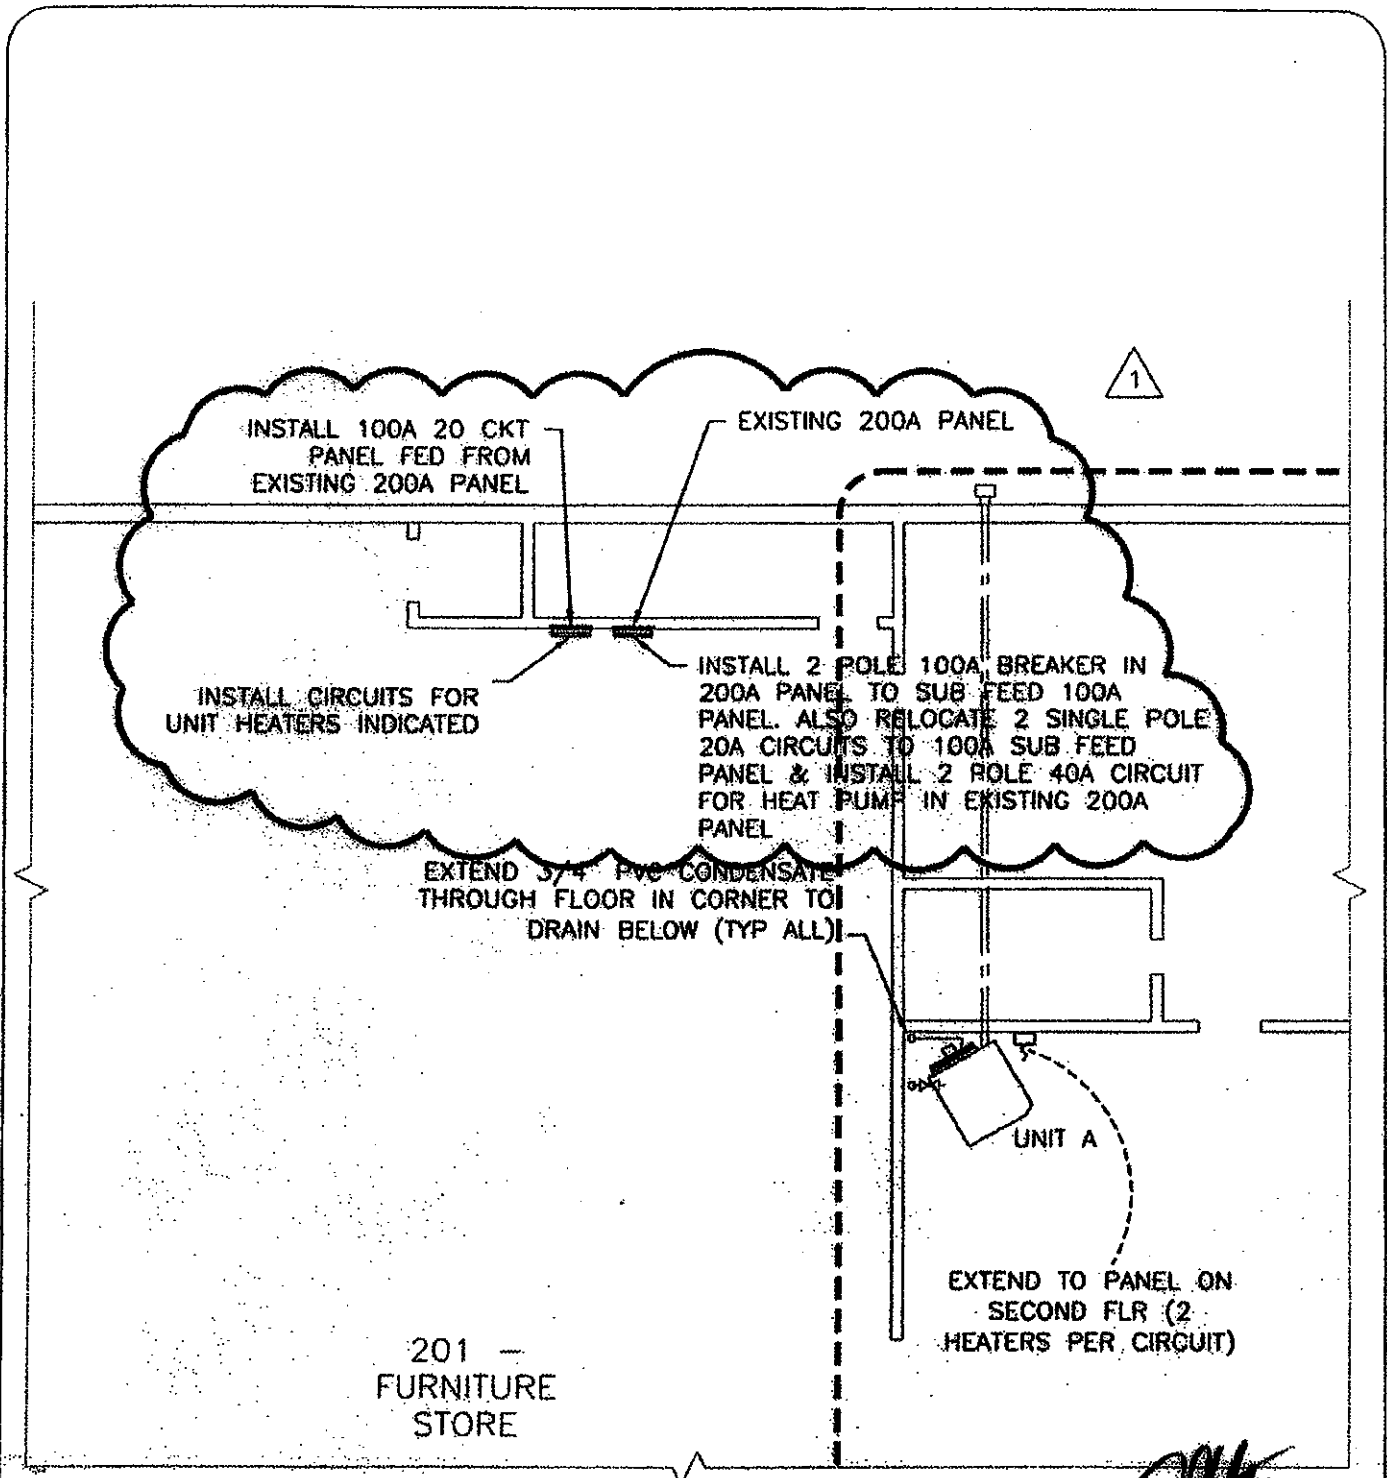 1
INSTALL 100A 20 CKT
PANEL FED FROM
EXISTING 200A PANEL
EXISTING 200A PANEL
INSTALL CIRCUITS FOR
UNIT HEATERS INDICATED
INSTALL 2 POLE 100A BREAKER IN
200A PANEL TO SUB FEED 100A
PANEL. ALSO RELOCATE 2 SINGLE POLE
20A CIRCUITS TO 100A SUB FEED
PANEL & INSTALL 2 POLE 40A CIRCUIT
FOR HEAT PUMP IN EXISTING 200A
PANEL
EXTEND 3/4" PVC CONDENSATE
THROUGH FLOOR IN CORNER TO
DRAIN BELOW (TYP ALL)
UNIT A
EXTEND TO PANEL ON
SECOND FLR (2
HEATERS PER CIRCUIT)
201 –
FURNITURE
STORE